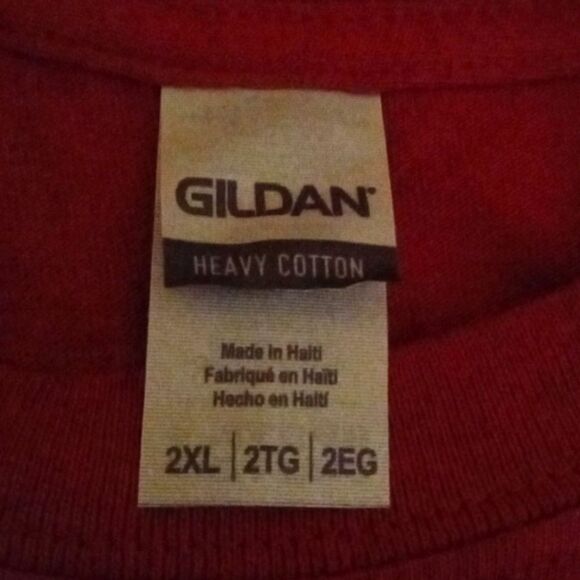 GILDAN®
HEAVY COTTON
Made in Haiti
Fabriqué en Haïti
Hecho en Haití
2XL | 2TG | 2EG